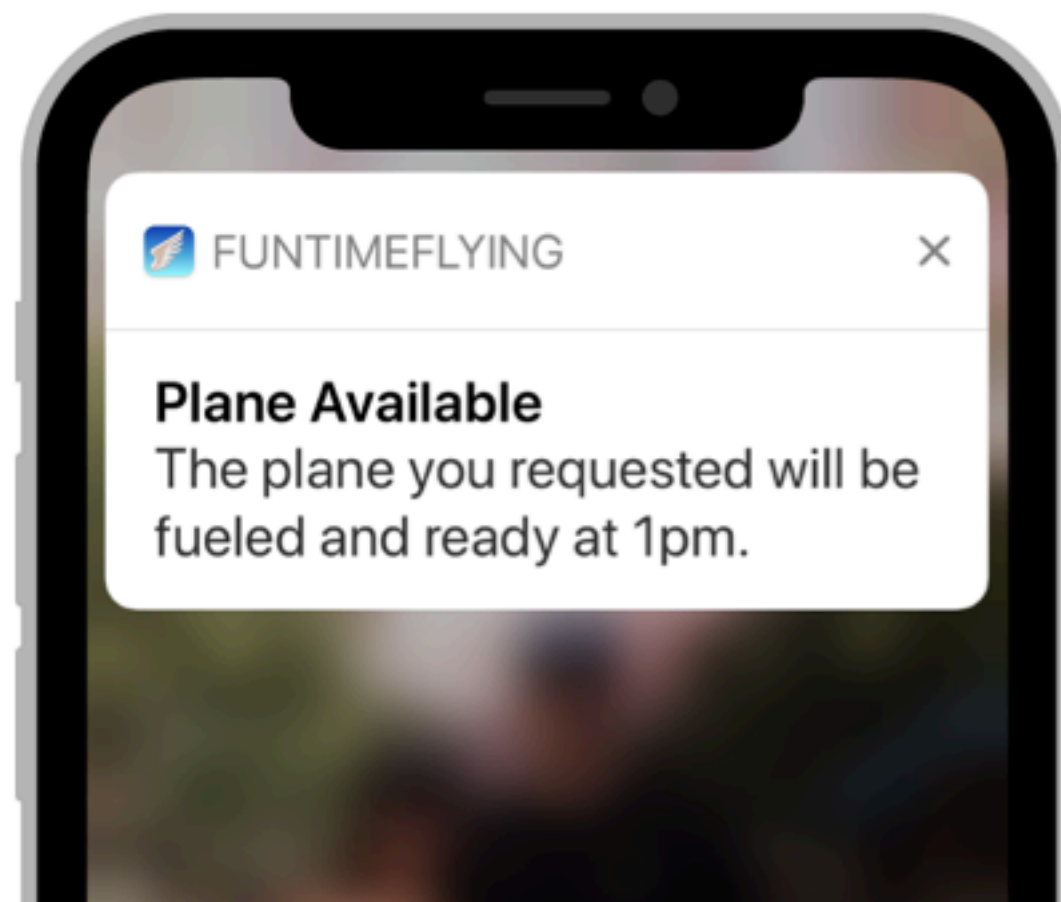 FUNTIMEFLYING
Plane Available
The plane you requested will be
fueled and ready at 1pm.